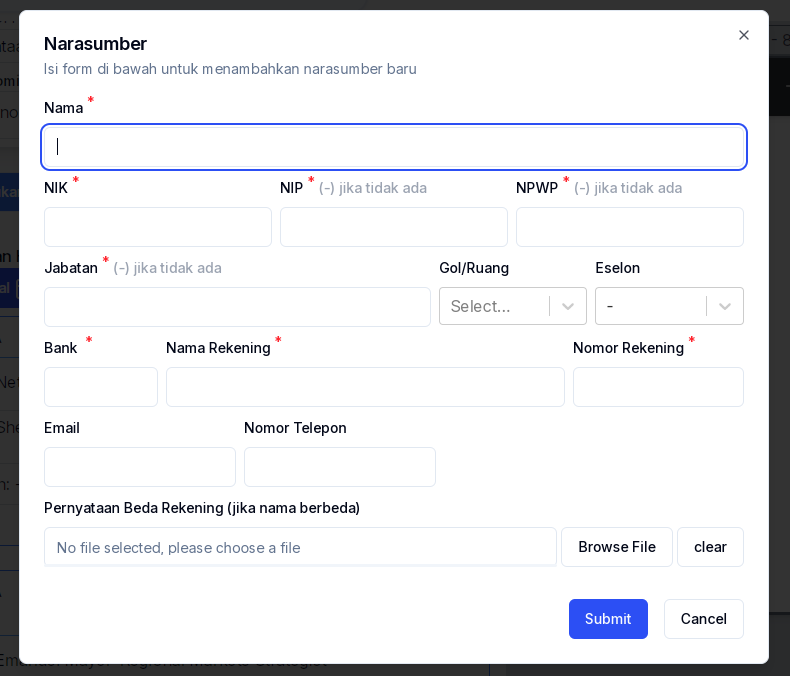 Narasumber
Isi form di bawah untuk menambahkan narasumber baru
Nama *
NIK * NIP * (-) jika tidak ada NPWP * (-) jika tidak ada
Jabatan * (-) jika tidak ada Gol/Ruang Eselon
Select... -
Bank * Nama Rekening * Nomor Rekening *
Email Nomor Telepon
Pernyataan Beda Rekening (jika nama berbeda)
No file selected, please choose a file Browse File clear
Submit Cancel